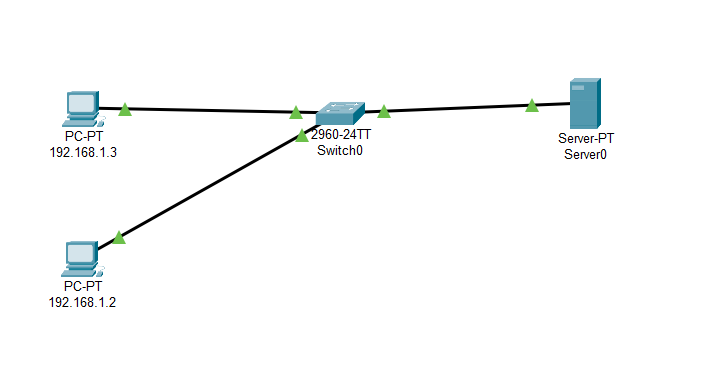 PC-PT
192.168.1.3
2960-24TT
Switch0
Server-PT
Server0
PC-PT
192.168.1.2